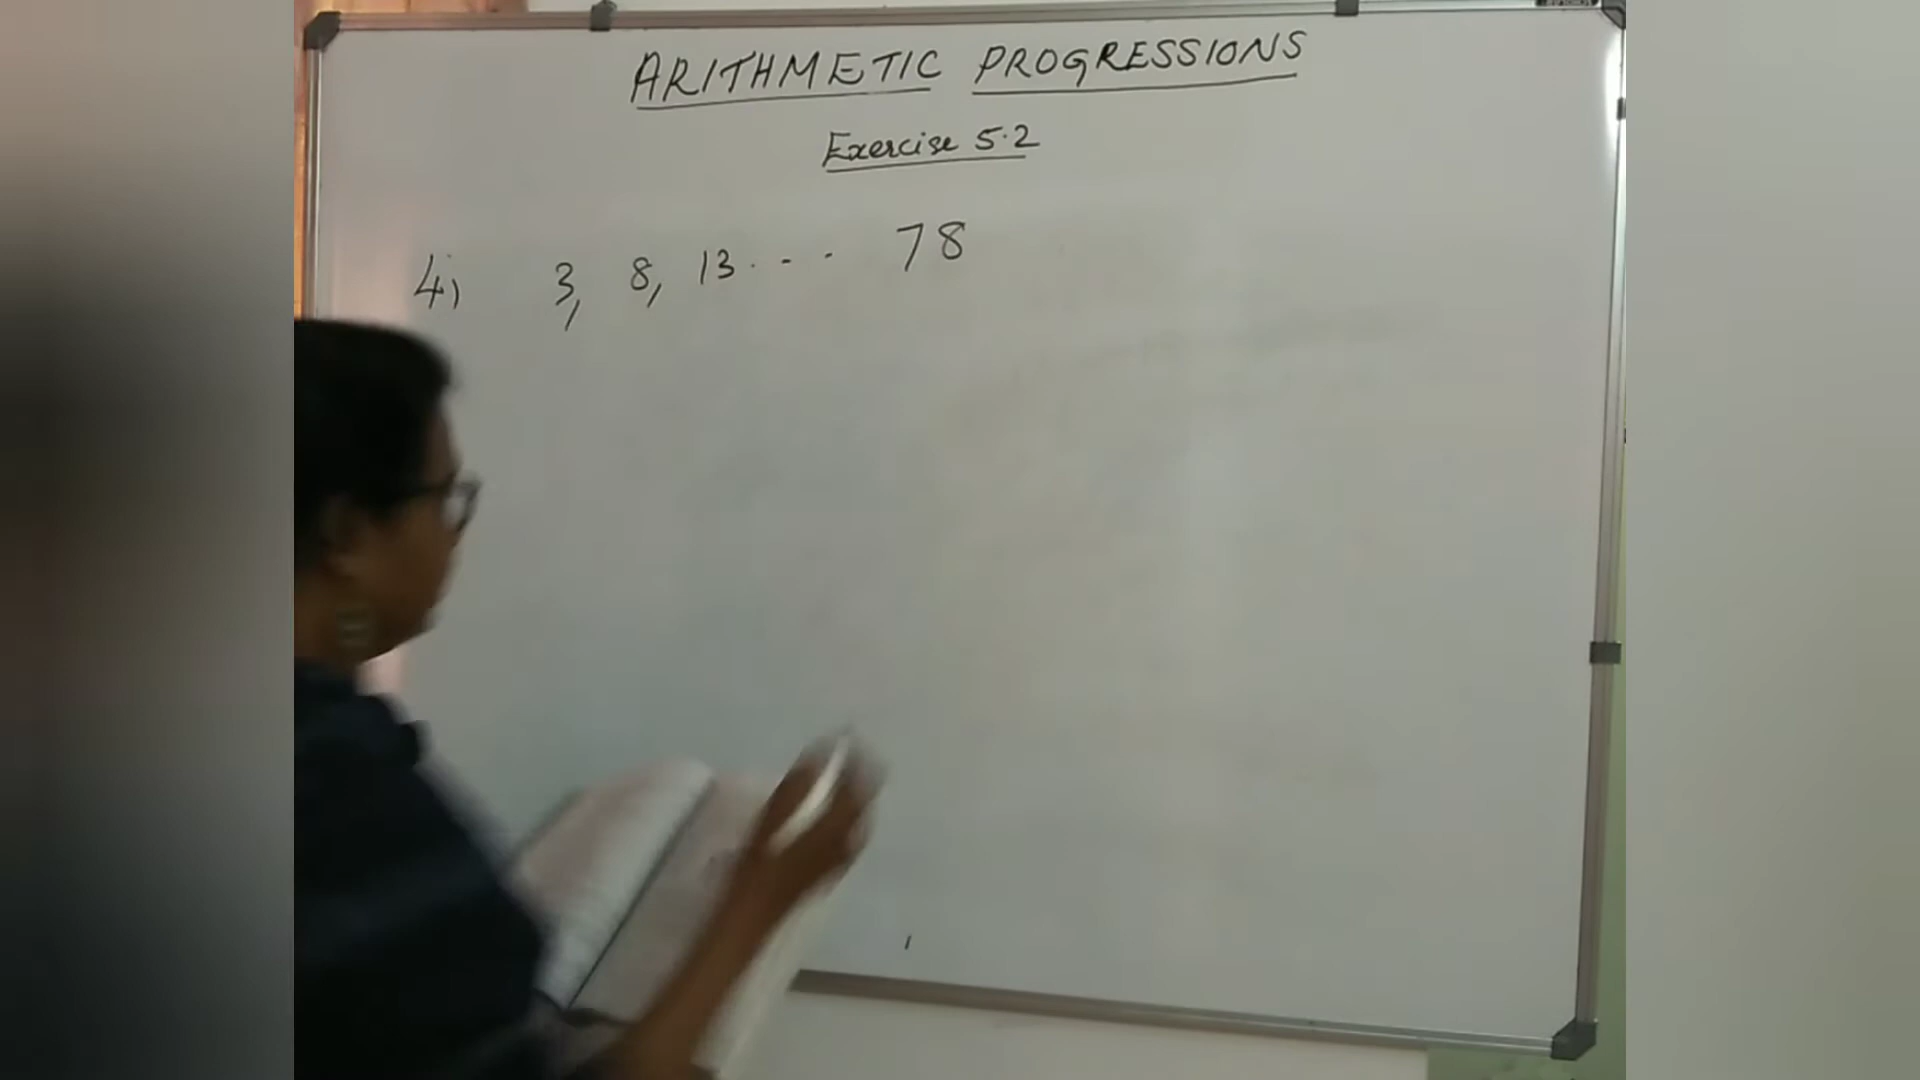 ARITHMETIC PROGRESSIONS
Exercise 5.2
4) 3, 8, 13... 78